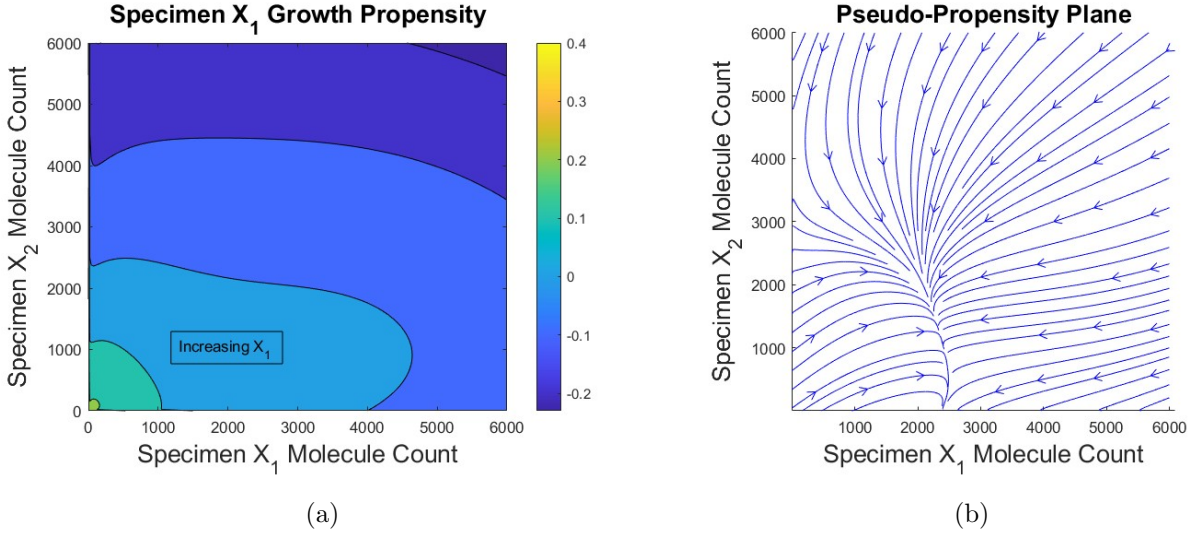 Specimen X1 Growth Propensity
6000
5000
4000
3000
2000
1000
0
Specimen X2 Molecule Count
Increasing X1
0 1000 2000 3000 4000 5000 6000
Specimen X1 Molecule Count
0.4
0.3
0.2
0.1
0
-0.1
-0.2
(a)
Pseudo-Propensity Plane
6000
5000
4000
3000
2000
1000
Specimen X2 Molecule Count
1000 2000 3000 4000 5000 6000
Specimen X1 Molecule Count
(b)